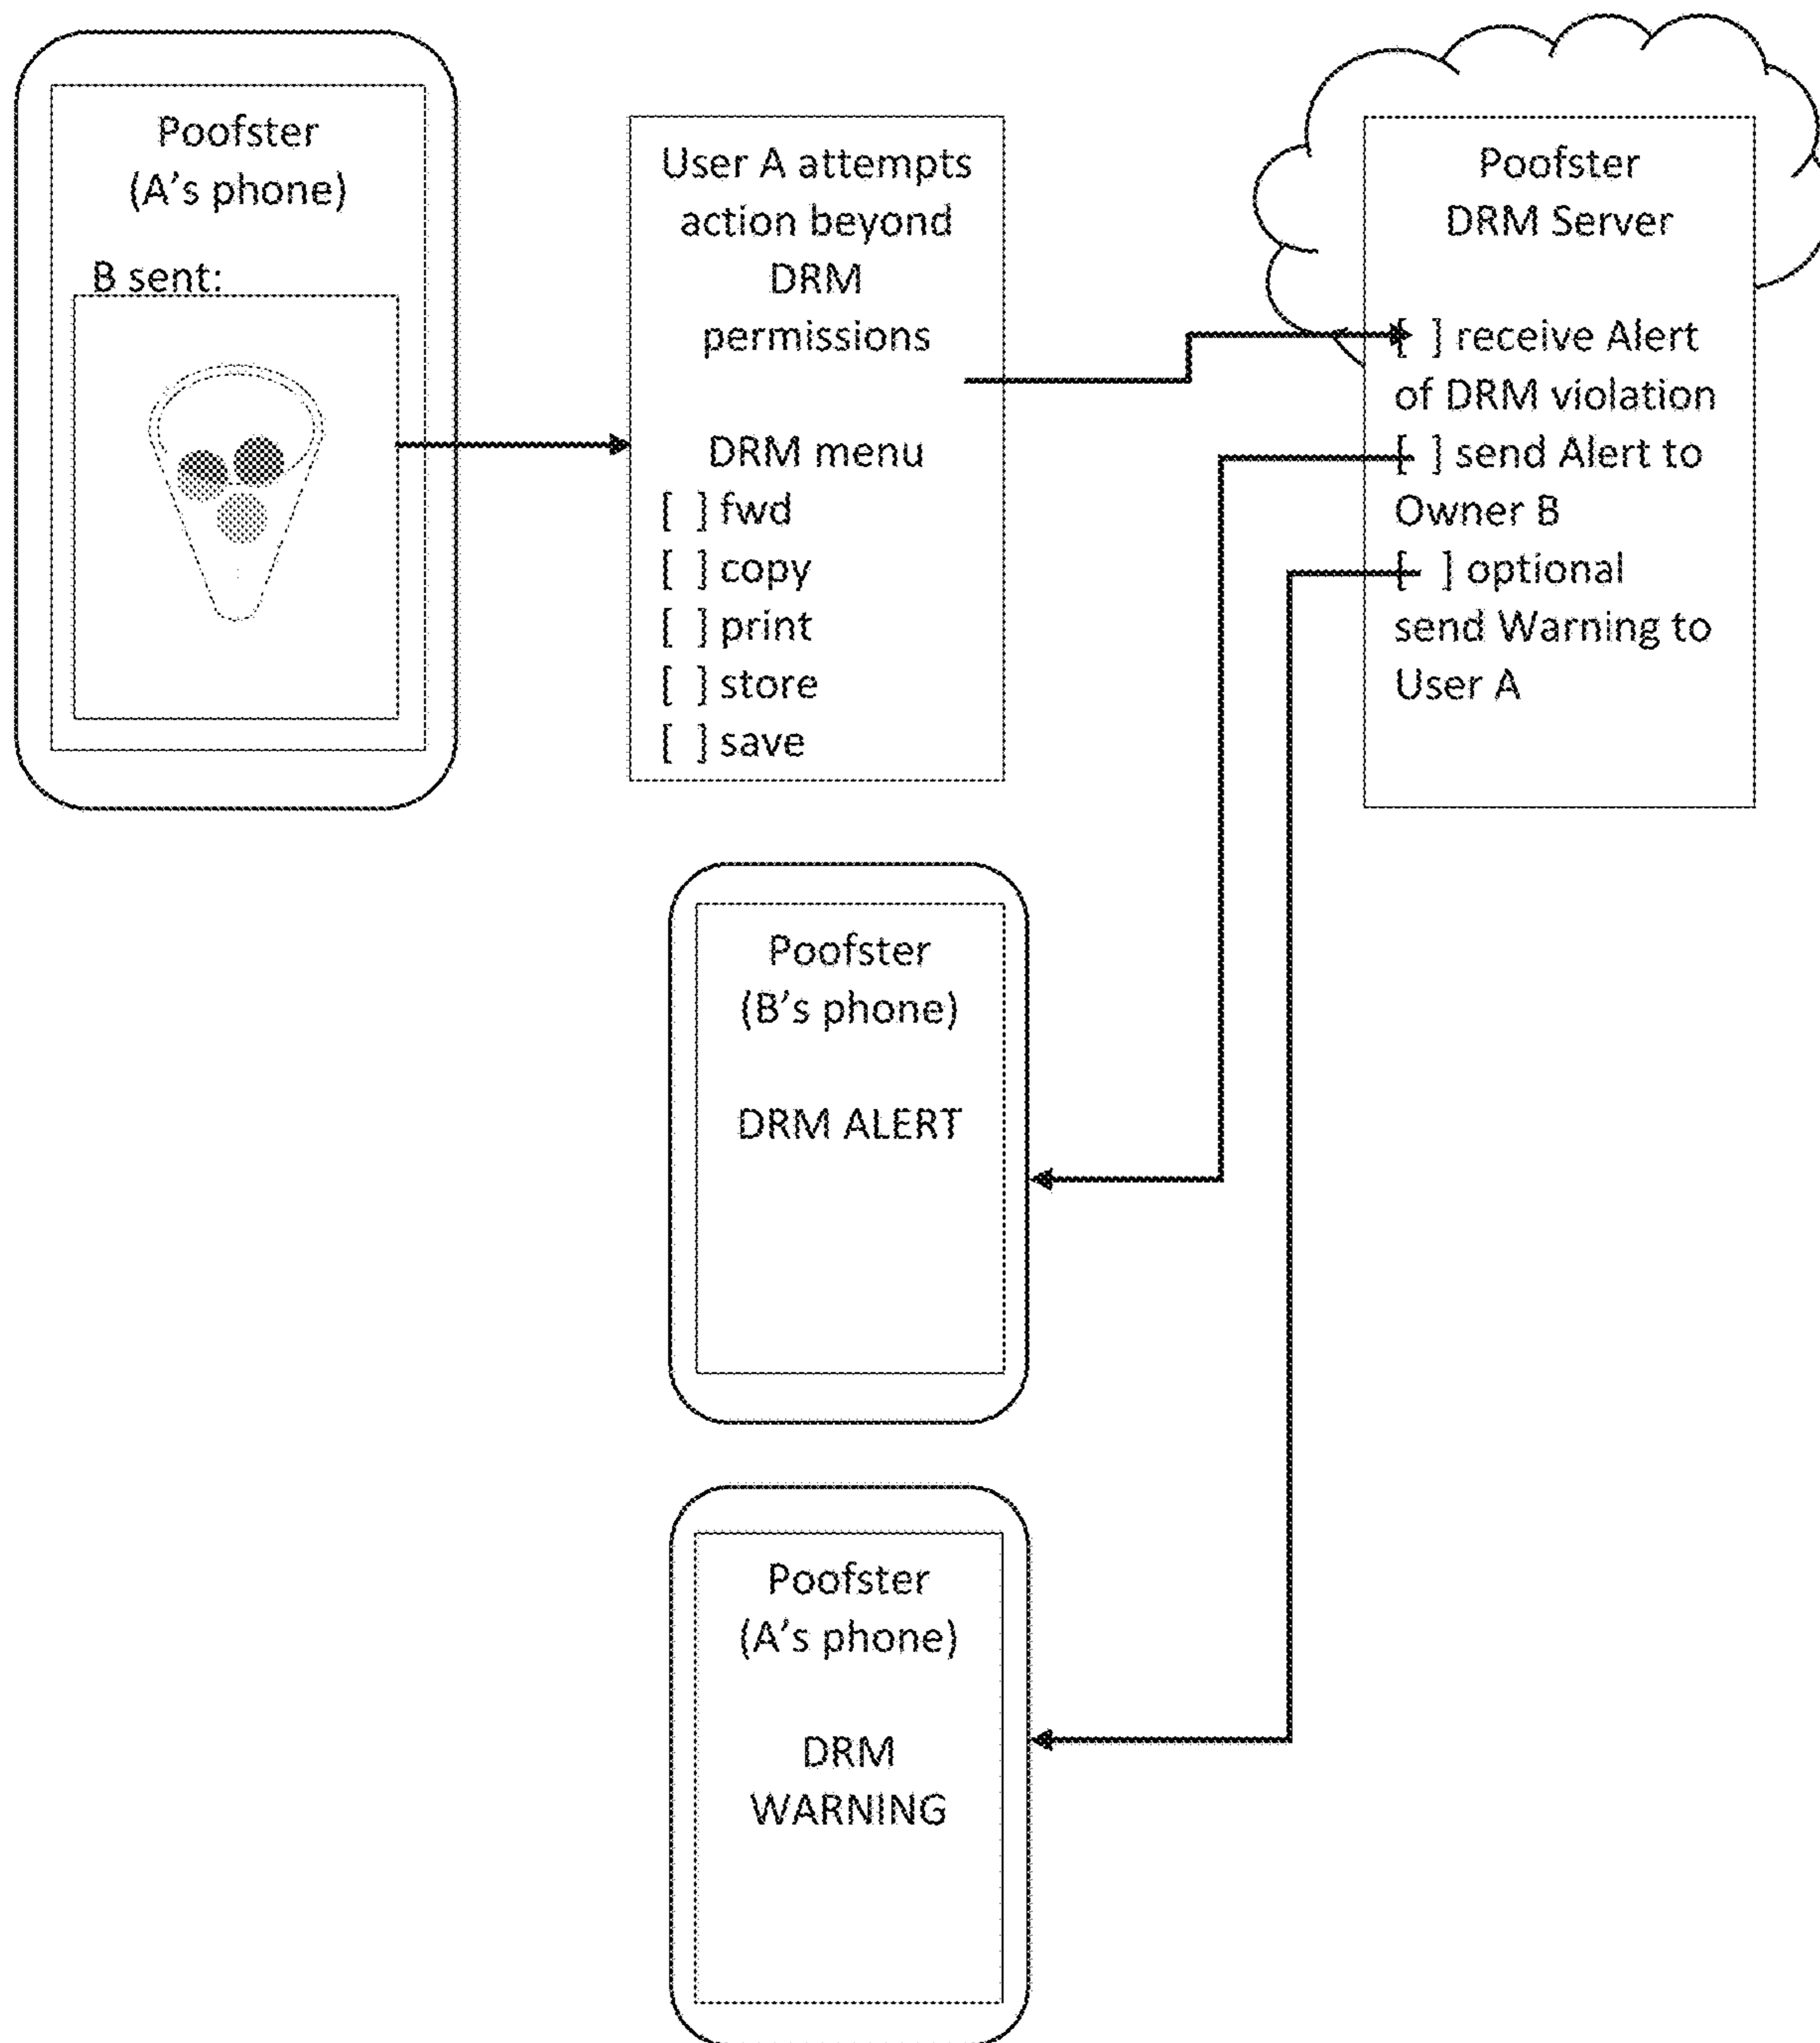 Poofster
(A's phone)
B sent:
User A attempts
action beyond
DRM
permissions
DRM menu
[ ] fwd
[ ] copy
[ ] print
[ ] store
[ ] save
Poofster
DRM Server
[ ] receive Alert
of DRM violation
[ ] send Alert to
Owner B
[ ] optional
send Warning to
User A
Poofster
(B's phone)
DRM ALERT
Poofster
(A's phone)
DRM
WARNING